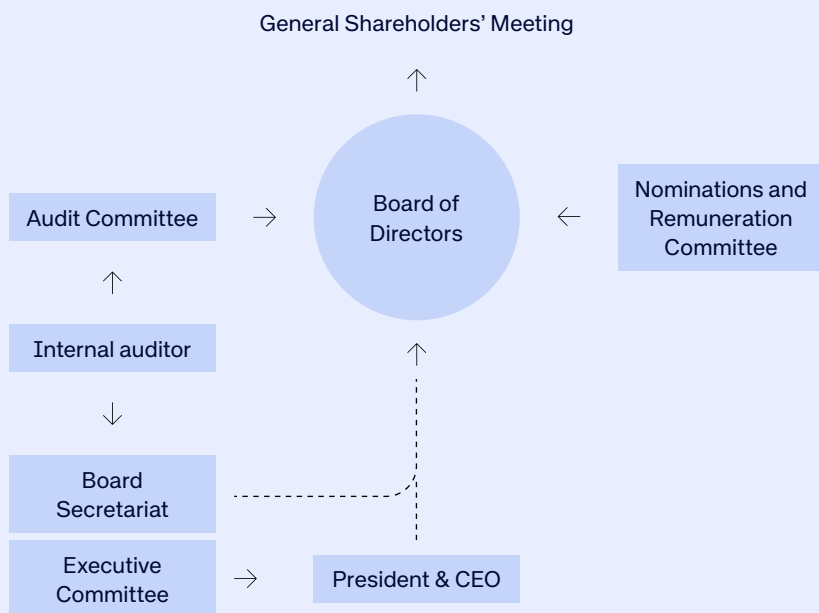 General Shareholders’ Meeting
Audit Committee
Board of
Directors
Nominations and
Remuneration
Committee
Internal auditor
Board
Secretariat
Executive
Committee
President & CEO